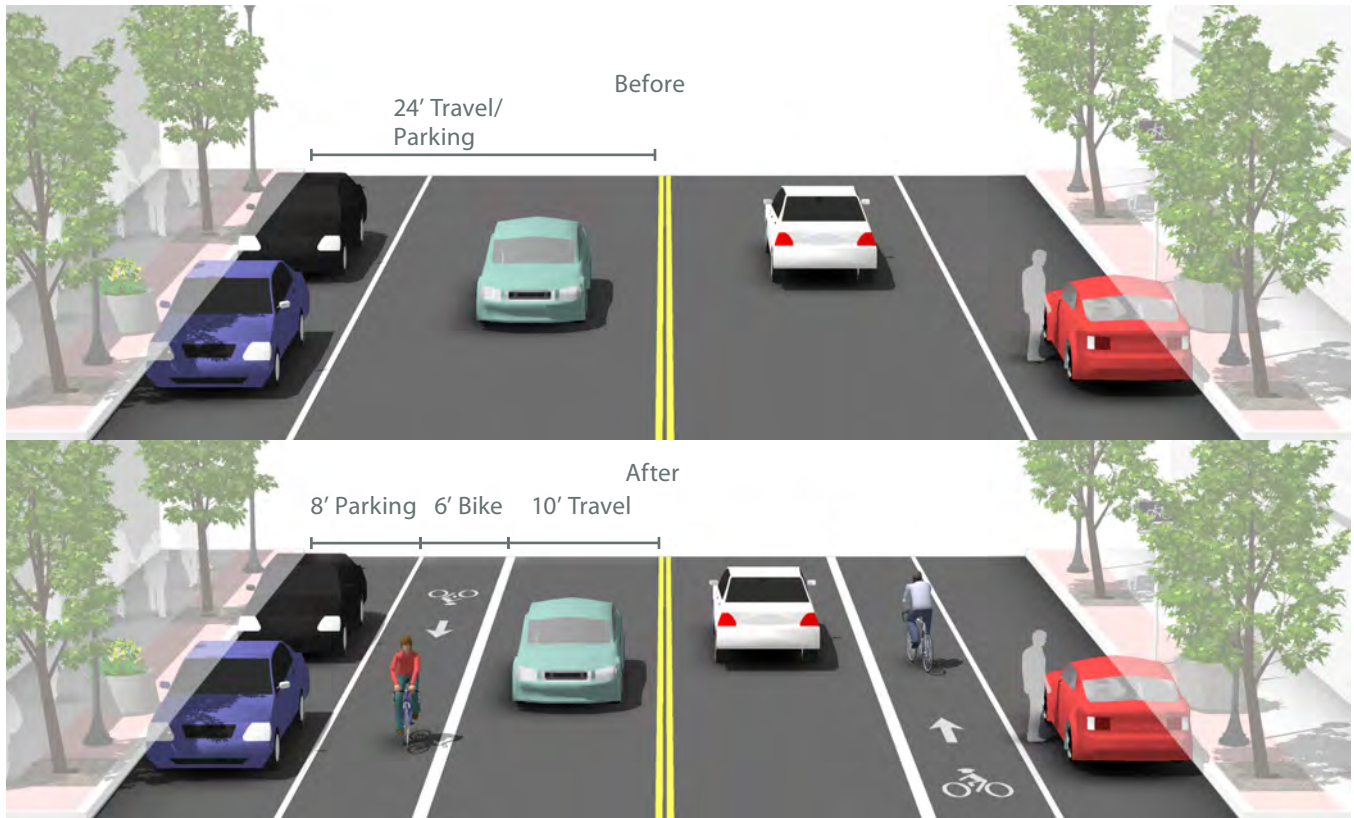 Before
24’ Travel/
Parking
After
8’ Parking 6’ Bike 10’ Travel